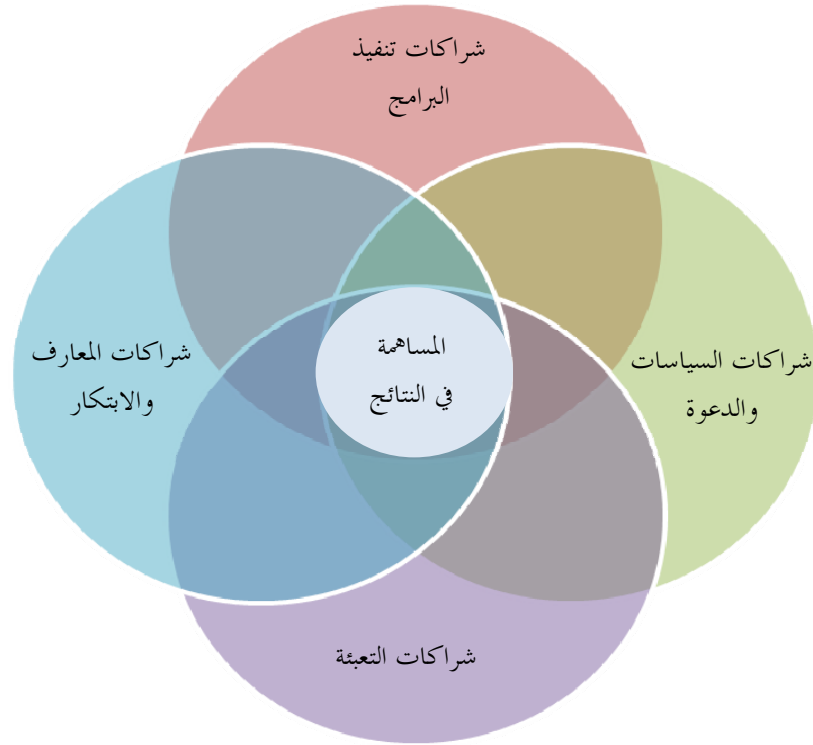 شراكات تنفيذ
البرامج
شراكات السياسات
والدعوة
المساهمة
في النتائج
شراكات المعارف
والابتكار
شراكات التعبئة